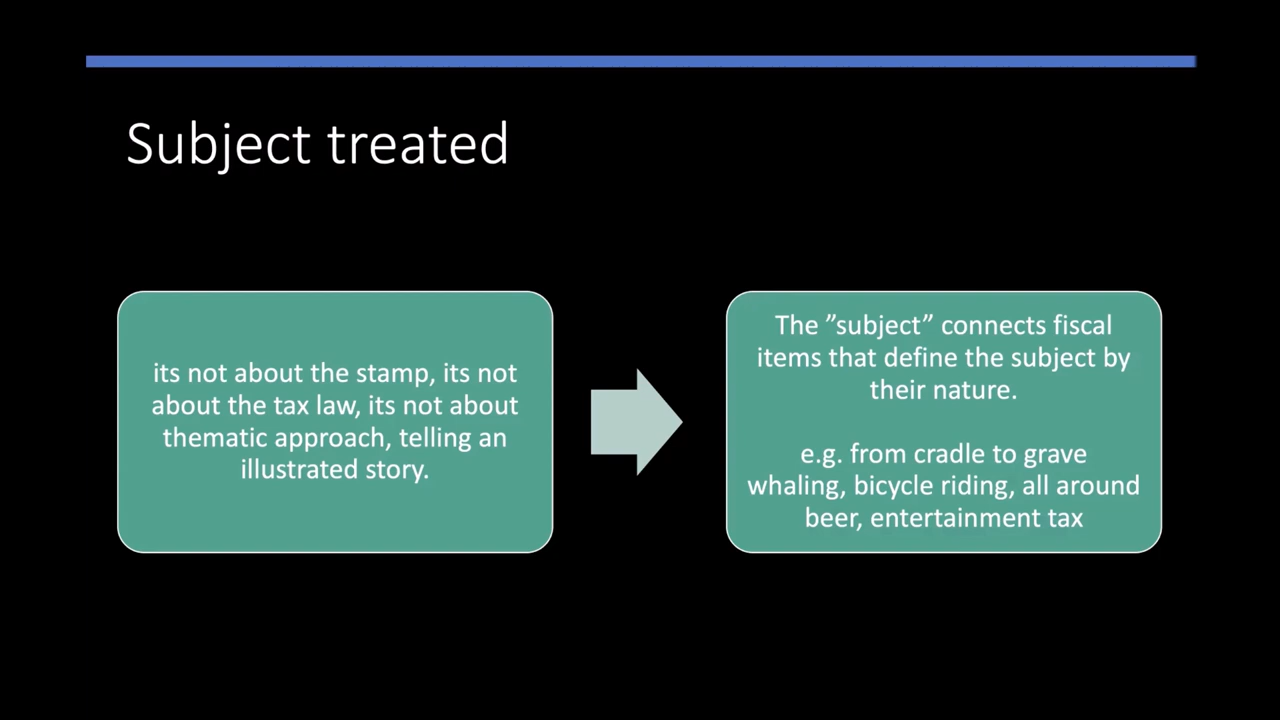 Subject treated
its not about the stamp, its not
about the tax law, its not about
thematic approach, telling an
illustrated story.
The ”subject” connects fiscal
items that define the subject by
their nature.
e.g. from cradle to grave
whaling, bicycle riding, all around
beer, entertainment tax